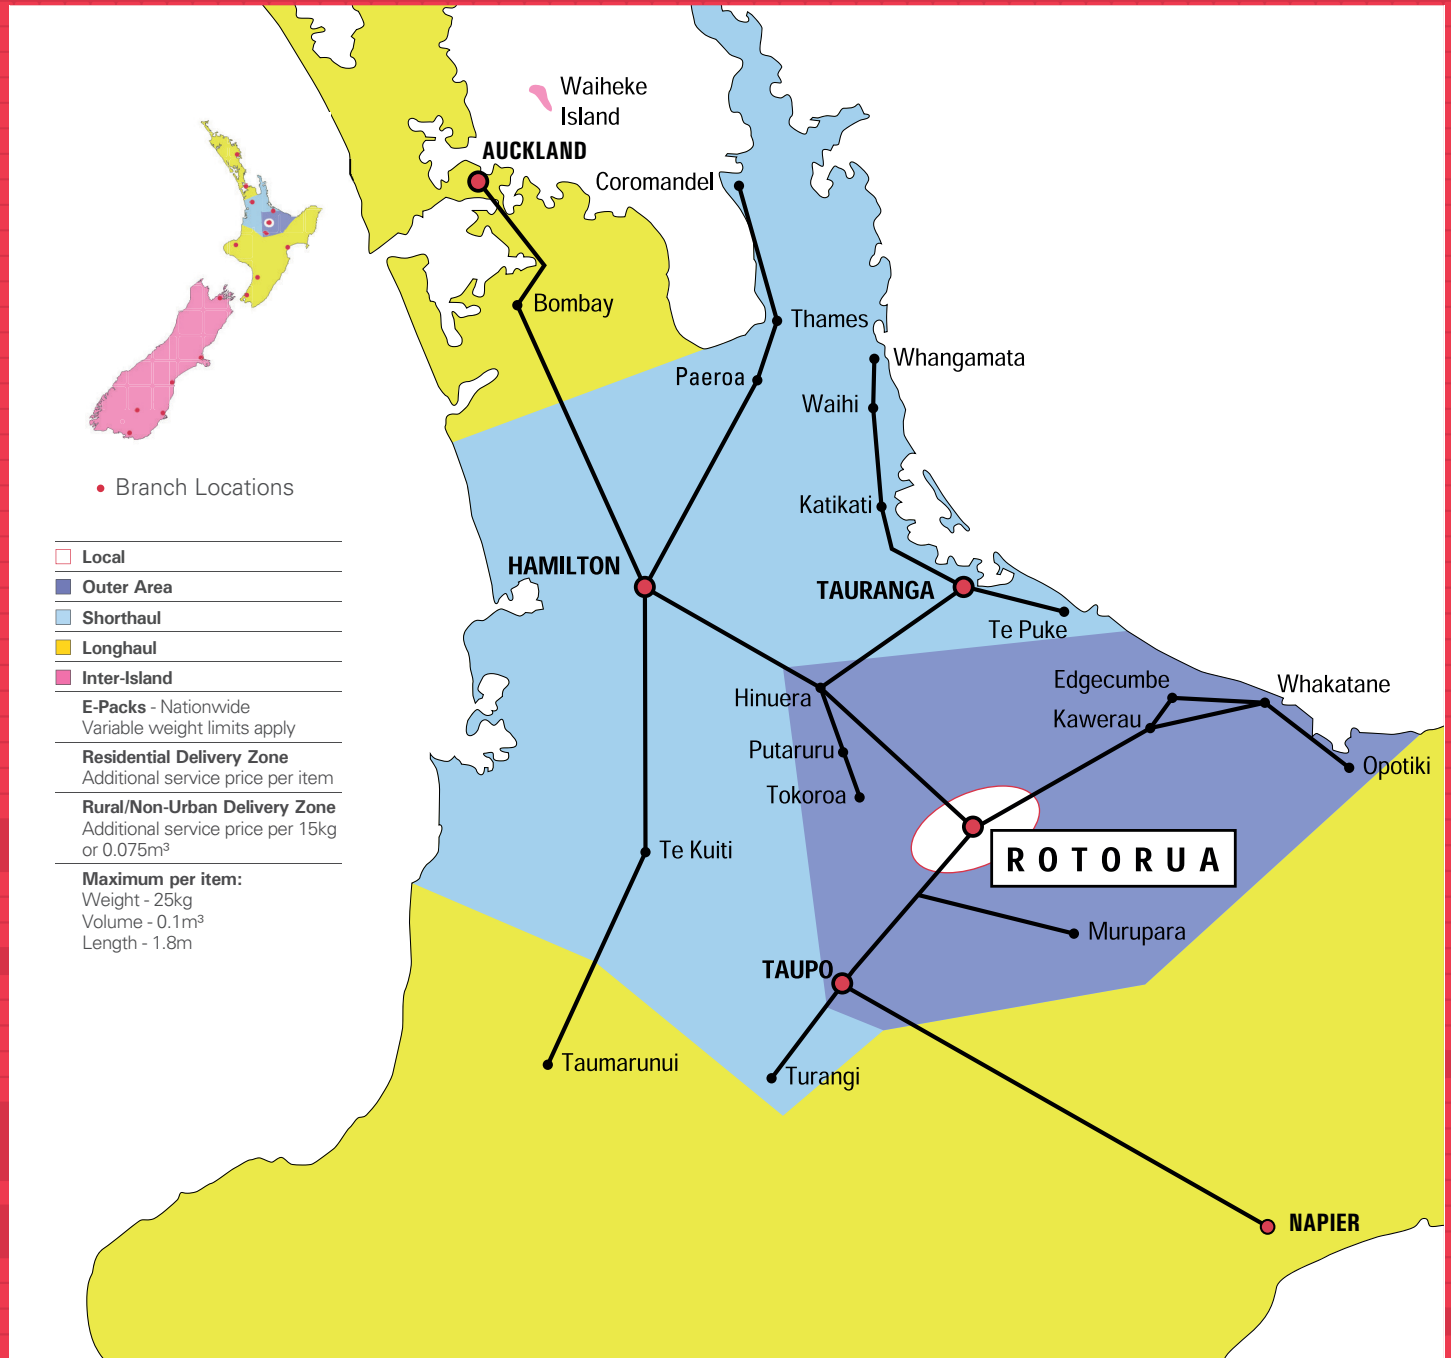 Waiheke
Island
AUCKLAND
Coromandel
Bombay
Thames
Whangamata
Paeroa
Waihi
Katikati
• Branch Locations
Local
Outer Area
Shorthaul
Longhaul
Inter-Island
E-Packs - Nationwide
Variable weight limits apply
Residential Delivery Zone
Additional service price per item
Rural/Non-Urban Delivery Zone
Additional service price per 15kg
or 0.075m³
Maximum per item:
Weight - 25kg
Volume - 0.1m³
Length - 1.8m
HAMILTON
TAURANGA
Te Puke
Hinuera
Edgecumbe
Whakatane
Kawerau
Putaruru
Opotiki
Tokoroa
Te Kuiti
ROTORUA
Murupara
TAUPO
Taumarunui
Turangi
NAPIER